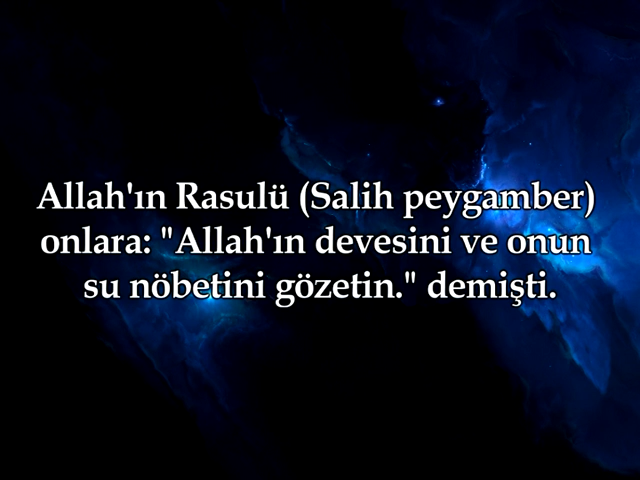 Allah'ın Rasulü (Salih peygamber)
onlara: "Allah'ın devesini ve onun
su nöbetini gözetin." demişti.